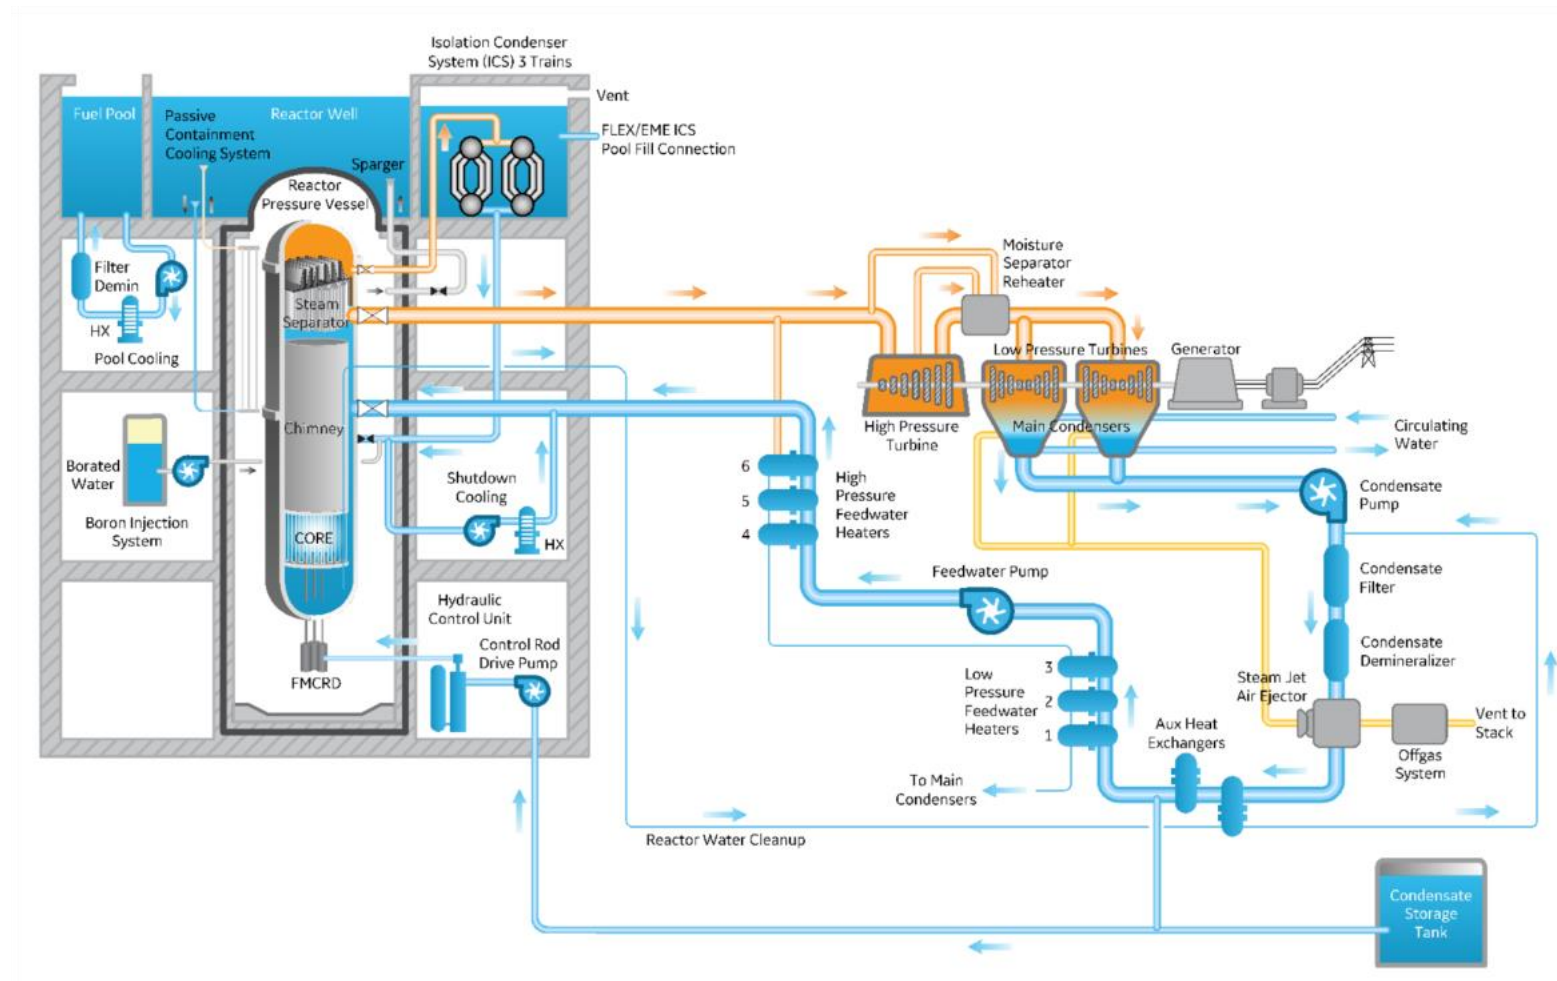 Isolation Condenser
System (ICS) 3 Trains
Vent
FLEX/EME ICS
Pool Fill Connection
Fuel Pool
Passive
Containment
Cooling System
Reactor Well
Sparger
Reactor
Pressure Vessel
Filter
Demin
HX
Pool Cooling
Steam
Separator
Chimney
CORE
Borated
Water
Boron Injection
System
Shutdown
Cooling
HX
Hydraulic
Control Unit
Control Rod
Drive Pump
FMCRD
Moisture
Separator
Reheater
Low Pressure Turbines
Generator
High Pressure
Turbine
Main Condensers
Circulating
Water
6
5
4
High
Pressure
Feedwater
Heaters
Condensate
Pump
Feedwater Pump
Condensate
Filter
Condensate
Demineralizer
3
2
1
Low
Pressure
Feedwater
Heaters
Steam Jet
Air Ejector
Aux Heat
Exchangers
Vent to
Stack
Offgas
System
To Main
Condensers
Reactor Water Cleanup
Condensate
Storage
Tank